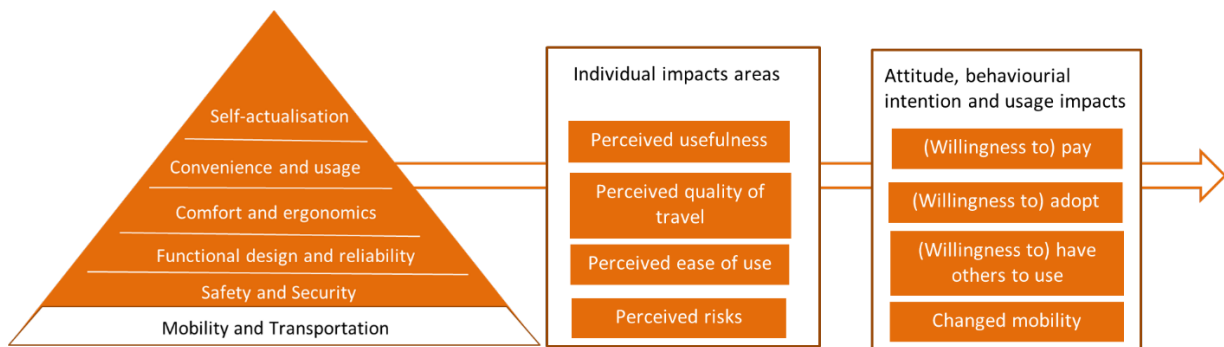 Self-actualisation
Convenience and usage
Comfort and ergonomics
Functional design and reliability
Safety and Security
Mobility and Transportation
Individual impacts areas
Perceived usefulness
Perceived quality of
travel
Perceived ease of use
Perceived risks
Attitude, behaviourial
intention and usage impacts
(Willingness to) pay
(Willingness to) adopt
(Willingness to) have
others to use
Changed mobility